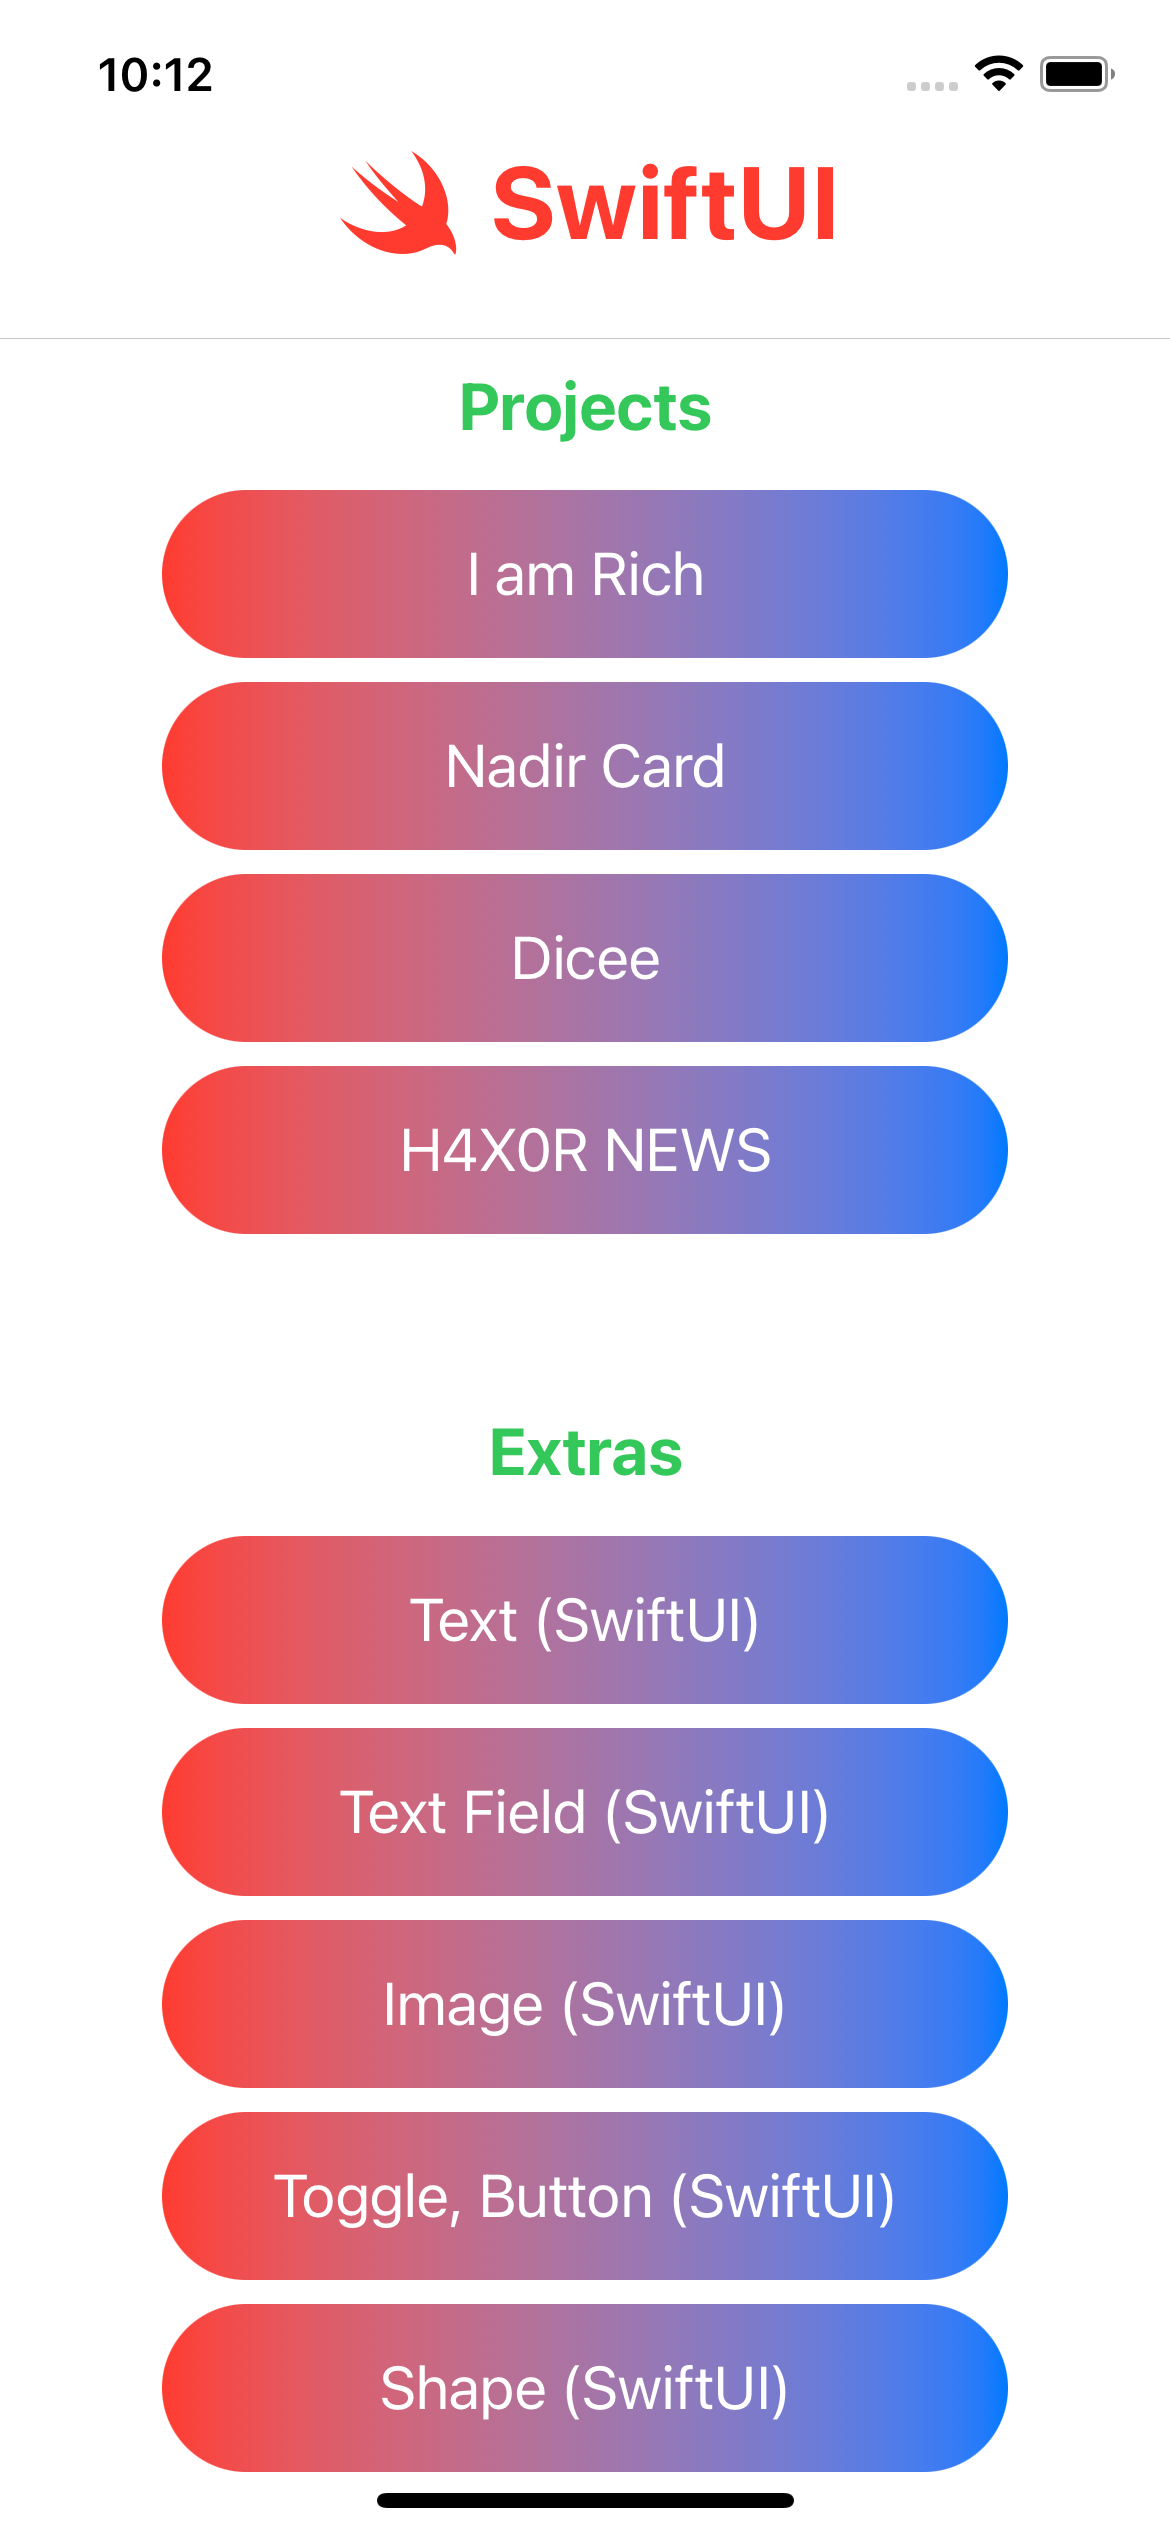 10:12
SwiftUI
Projects
I am Rich
Nadir Card
Dicee
H4X0R NEWS
Extras
Text (SwiftUI)
Text Field (SwiftUI)
Image (SwiftUI)
Toggle, Button (SwiftUI)
Shape (SwiftUI)